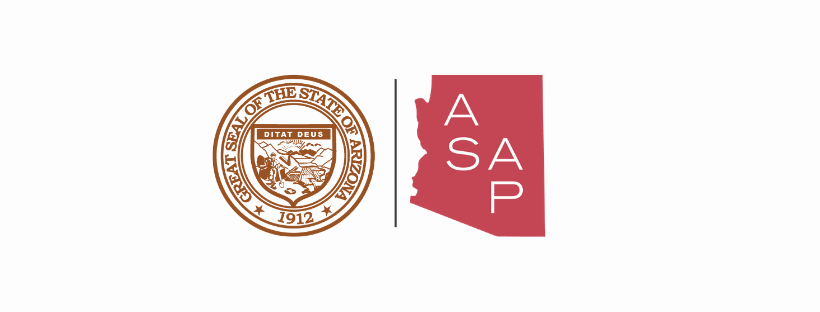 GREAT SEAL OF THE STATE OF ARIZONA
DITAT DEUS
1912
A
S A
P